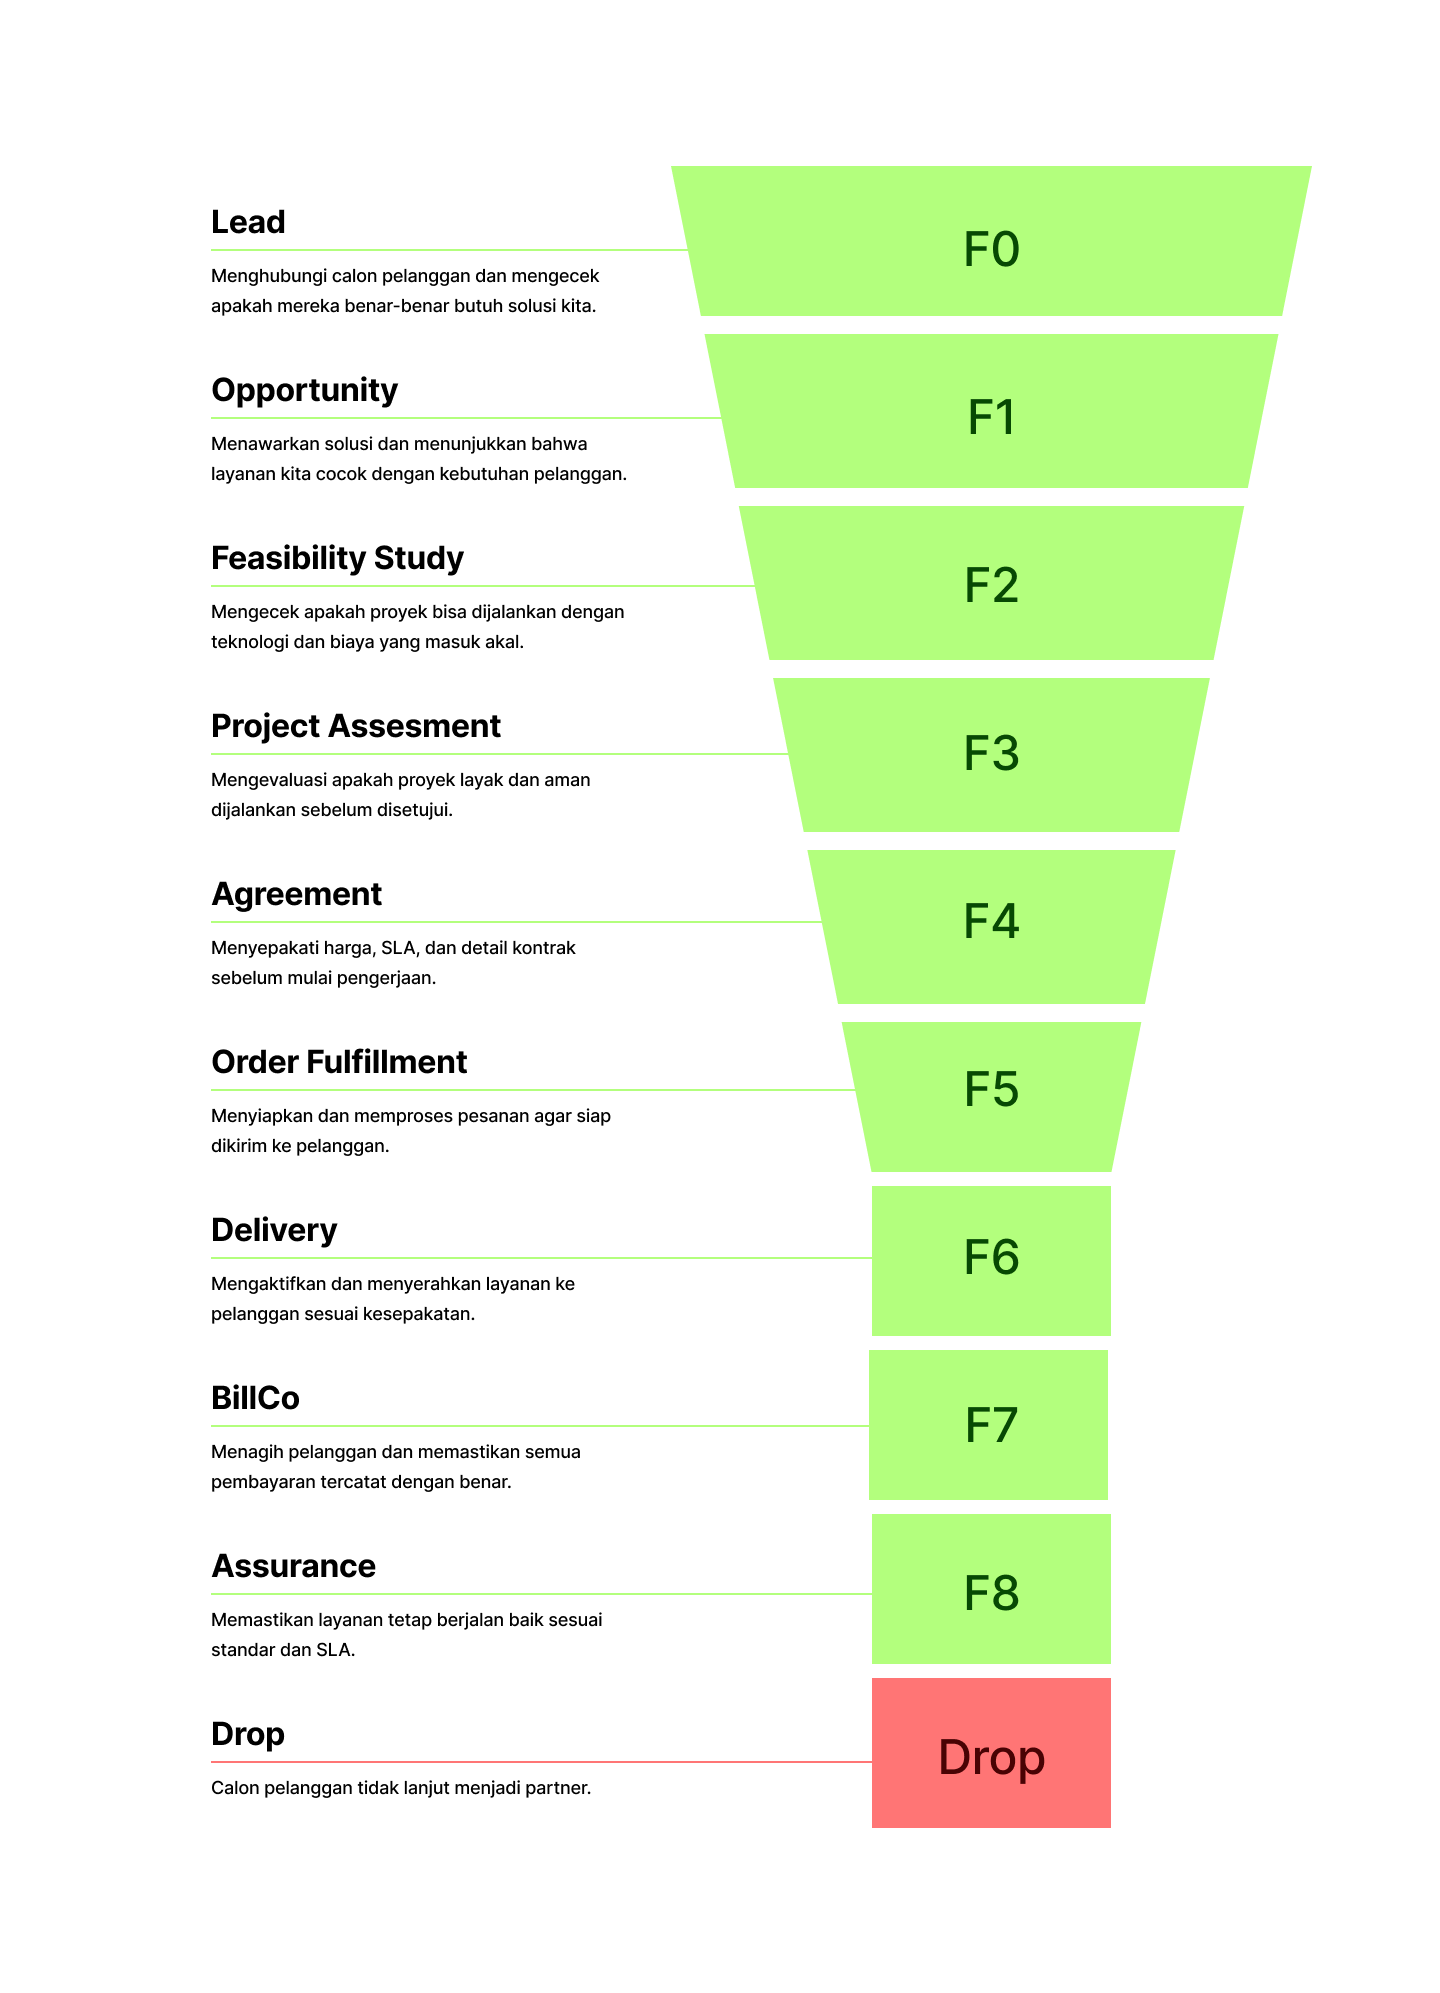 Lead
F0
Menghubungi calon pelanggan dan mengecek
apakah mereka benar-benar butuh solusi kita.
Opportunity
F1
Menawarkan solusi dan menunjukkan bahwa
layanan kita cocok dengan kebutuhan pelanggan.
Feasibility Study
F2
Mengecek apakah proyek bisa dijalankan dengan
teknologi dan biaya yang masuk akal.
Project Assesment
F3
Mengevaluasi apakah proyek layak dan aman
dijalankan sebelum disetujui.
Agreement
F4
Menyepakati harga, SLA, dan detail kontrak
sebelum mulai pengerjaan.
Order Fulfillment
F5
Menyiapkan dan memproses pesanan agar siap
dikirim ke pelanggan.
Delivery
F6
Mengaktifkan dan menyerahkan layanan ke
pelanggan sesuai kesepakatan.
BillCo
F7
Menagih pelanggan dan memastikan semua
pembayaran tercatat dengan benar.
Assurance
F8
Memastikan layanan tetap berjalan baik sesuai
standar dan SLA.
Drop
Drop
Calon pelanggan tidak lanjut menjadi partner.